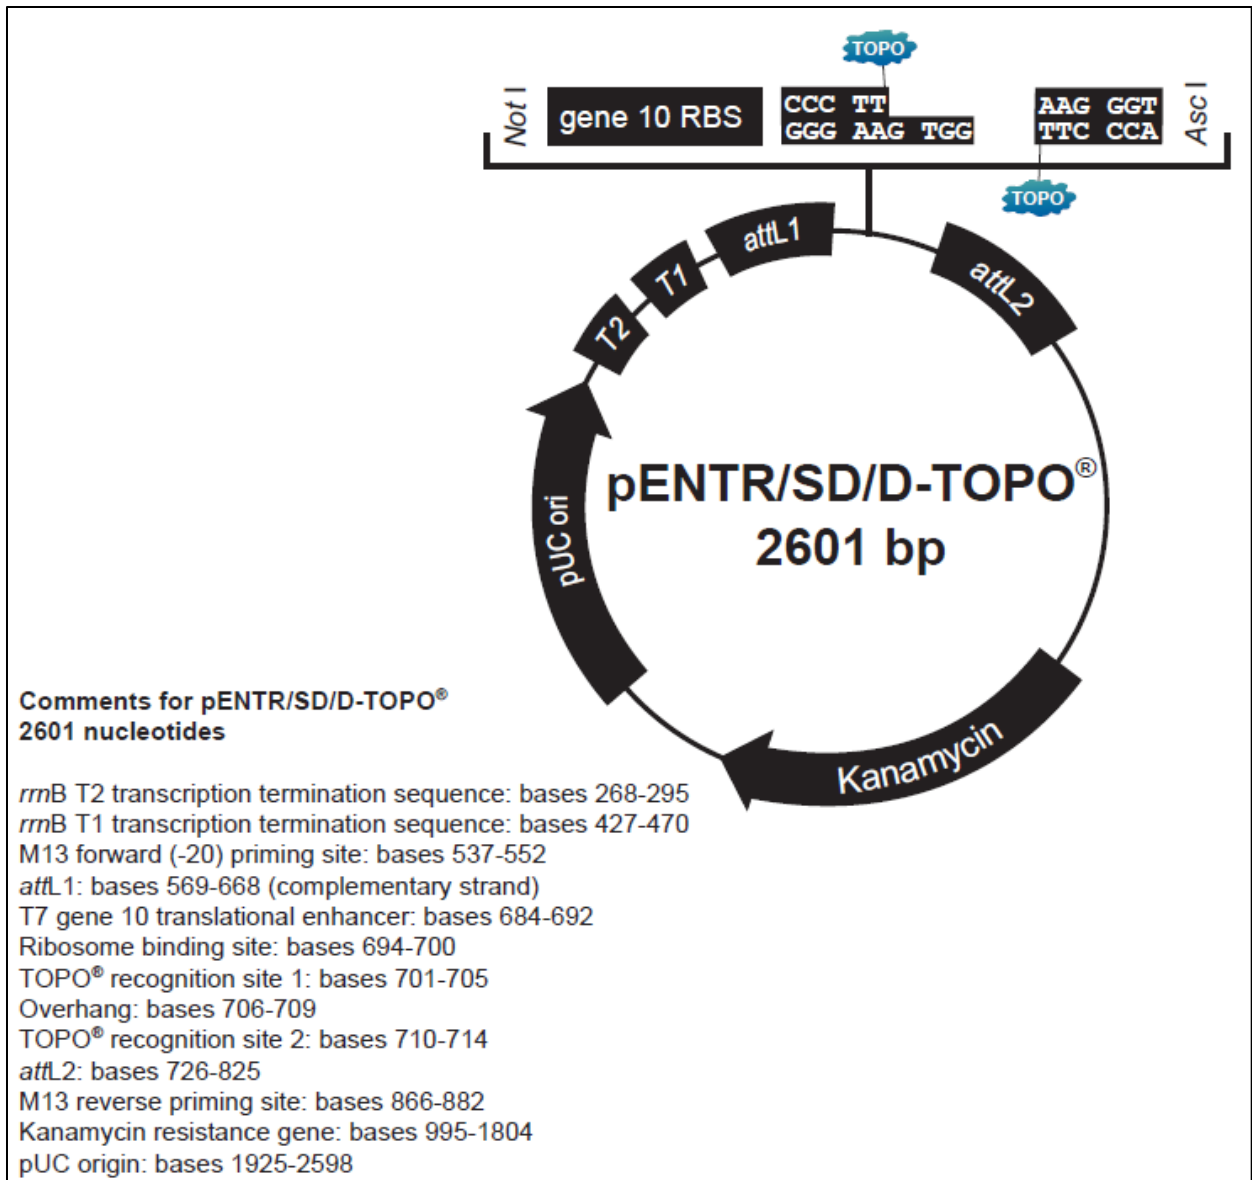 TOPO
Not I
gene 10 RBS
CCC TT
GGG AAG TGG
AAG GGT
TTC CCA
Asc I
TOPO
attL1
T1
T2
attL2
pUC ori
pENTR/SD/D-TOPO®
2601 bp
Kanamycin
Comments for pENTR/SD/D-TOPO®
2601 nucleotides
rrnB T2 transcription termination sequence: bases 268-295
rrnB T1 transcription termination sequence: bases 427-470
M13 forward (-20) priming site: bases 537-552
attL1: bases 569-668 (complementary strand)
T7 gene 10 translational enhancer: bases 684-692
Ribosome binding site: bases 694-700
TOPO® recognition site 1: bases 701-705
Overhang: bases 706-709
TOPO® recognition site 2: bases 710-714
attL2: bases 726-825
M13 reverse priming site: bases 866-882
Kanamycin resistance gene: bases 995-1804
pUC origin: bases 1925-2598